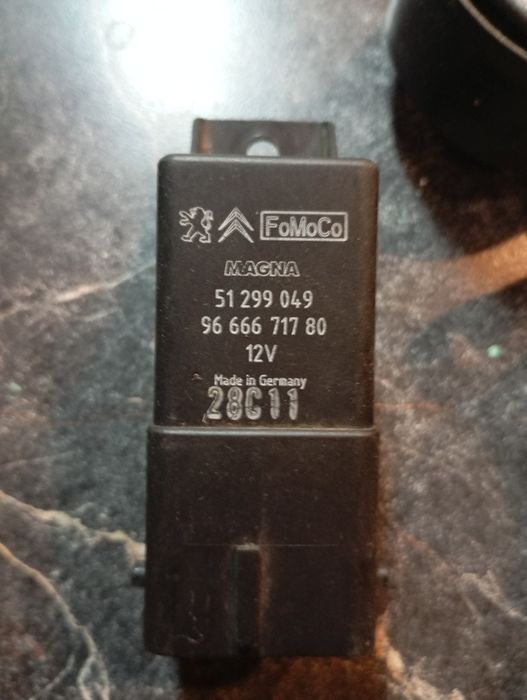 FoMoCo
MAGNA
51 299 049
96 666 717 80
12V
Made in Germany
28C11